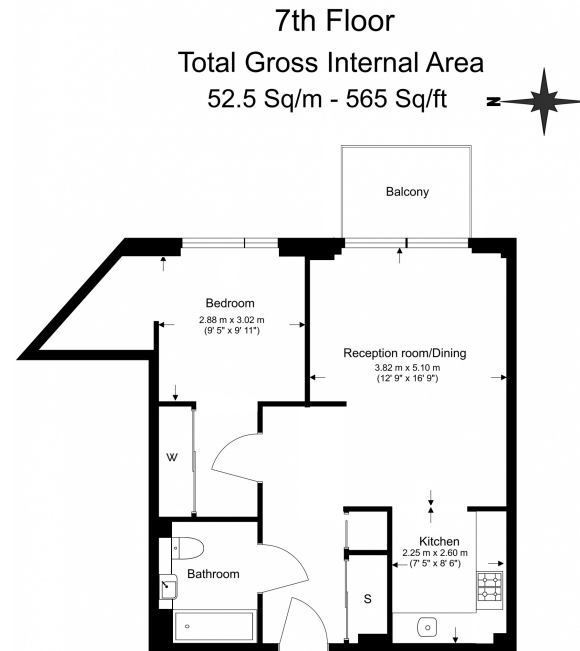 7th Floor
Total Gross Internal Area
52.5 Sq/m - 565 Sq/ft
N
Balcony
Bedroom
2.88 m x 3.02 m
(9' 5" x 9' 11")
Reception room/Dining
3.82 m x 5.10 m
(12' 9" x 16' 9")
W
Kitchen
2.25 m x 2.60 m
(7' 5" x 8' 6")
Bathroom
S